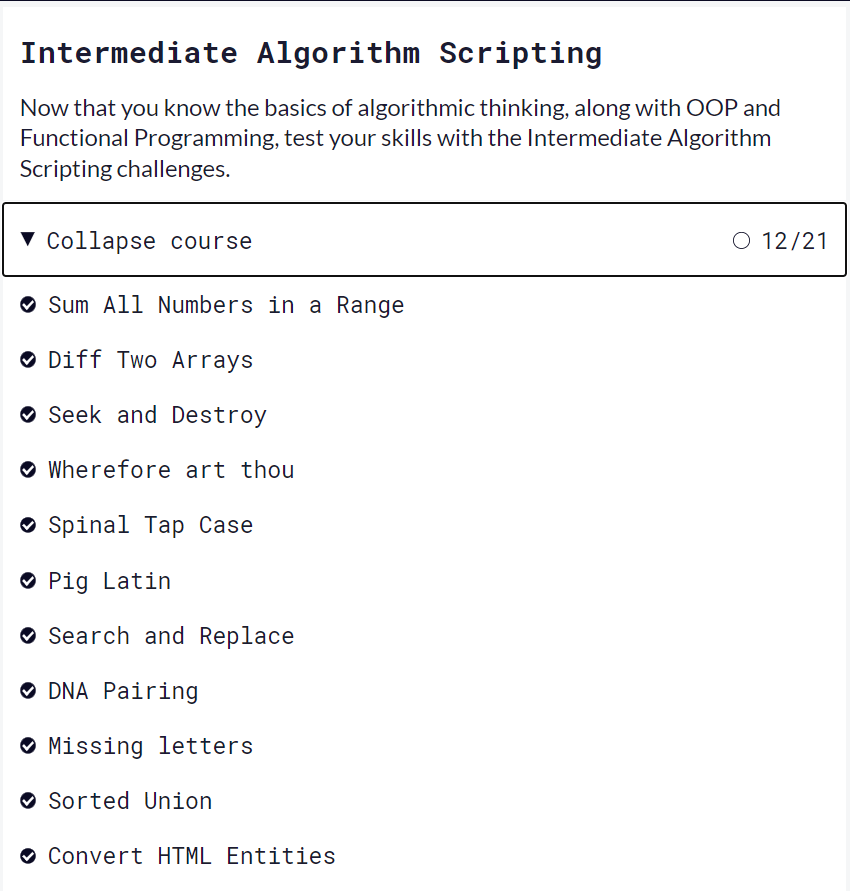 Intermediate Algorithm Scripting
Now that you know the basics of algorithmic thinking, along with OOP and
Functional Programming, test your skills with the Intermediate Algorithm
Scripting challenges.
Collapse course 12/21
Sum All Numbers in a Range
Diff Two Arrays
Seek and Destroy
Wherefore art thou
Spinal Tap Case
Pig Latin
Search and Replace
DNA Pairing
Missing letters
Sorted Union
Convert HTML Entities